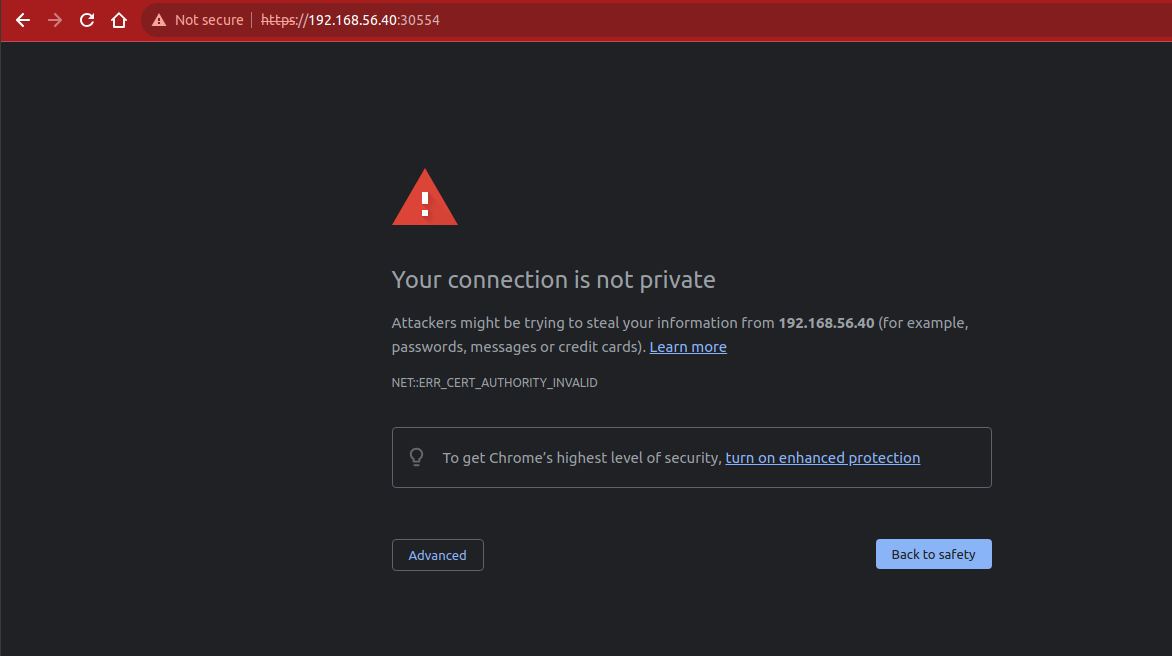 Not secure | https://192.168.56.40:30554
Your connection is not private
Attackers might be trying to steal your information from 192.168.56.40 (for example,
passwords, messages or credit cards). Learn more
NET::ERR_CERT_AUTHORITY_INVALID
To get Chrome’s highest level of security, turn on enhanced protection
Advanced
Back to safety